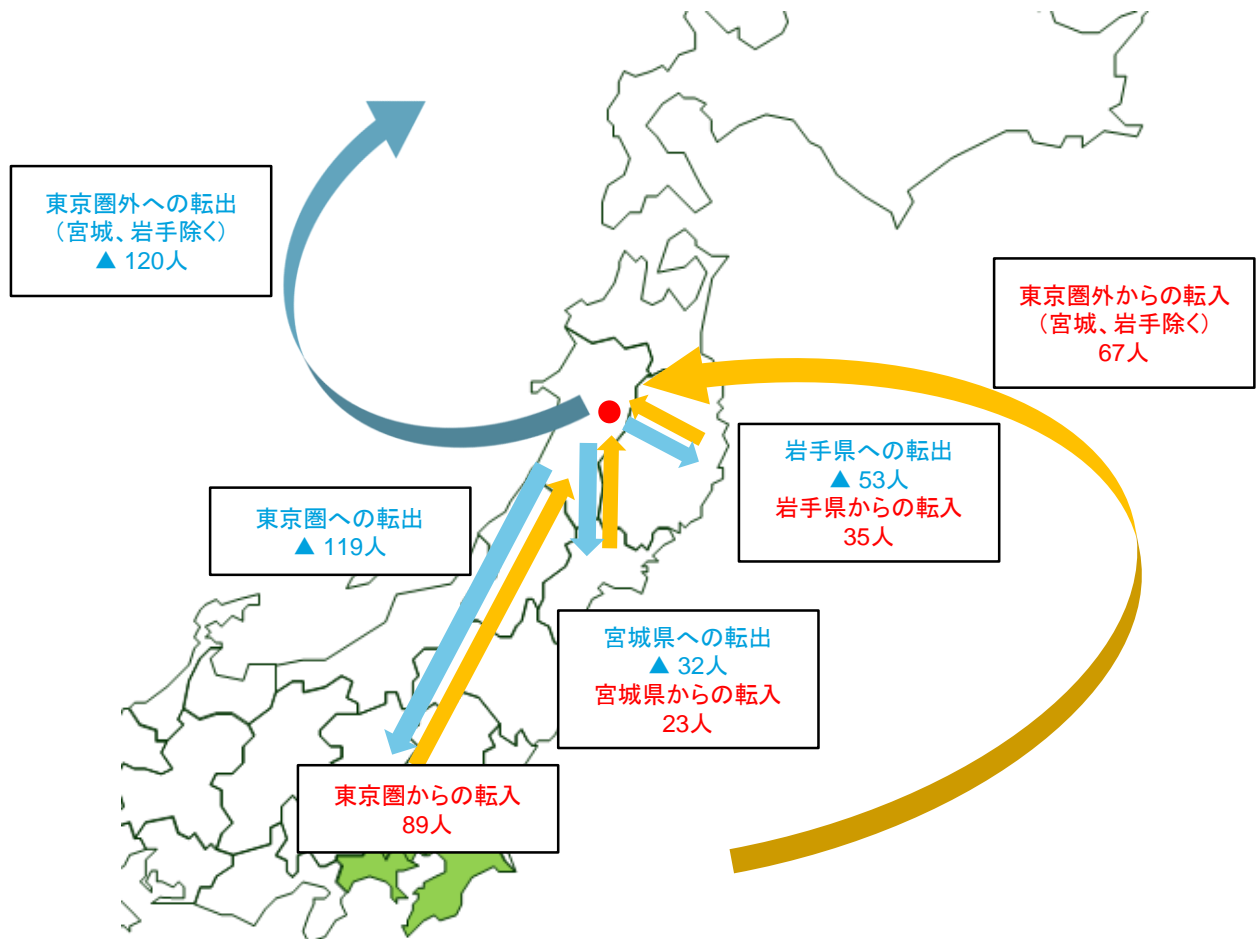 東京圏外への転出
（宮城、岩手除く）
▲ 120人
東京圏外からの転入
（宮城、岩手除く）
67人
岩手県への転出
▲ 53人
岩手県からの転入
35人
東京圏への転出
▲ 119人
宮城県への転出
▲ 32人
宮城県からの転入
23人
東京圏からの転入
89人